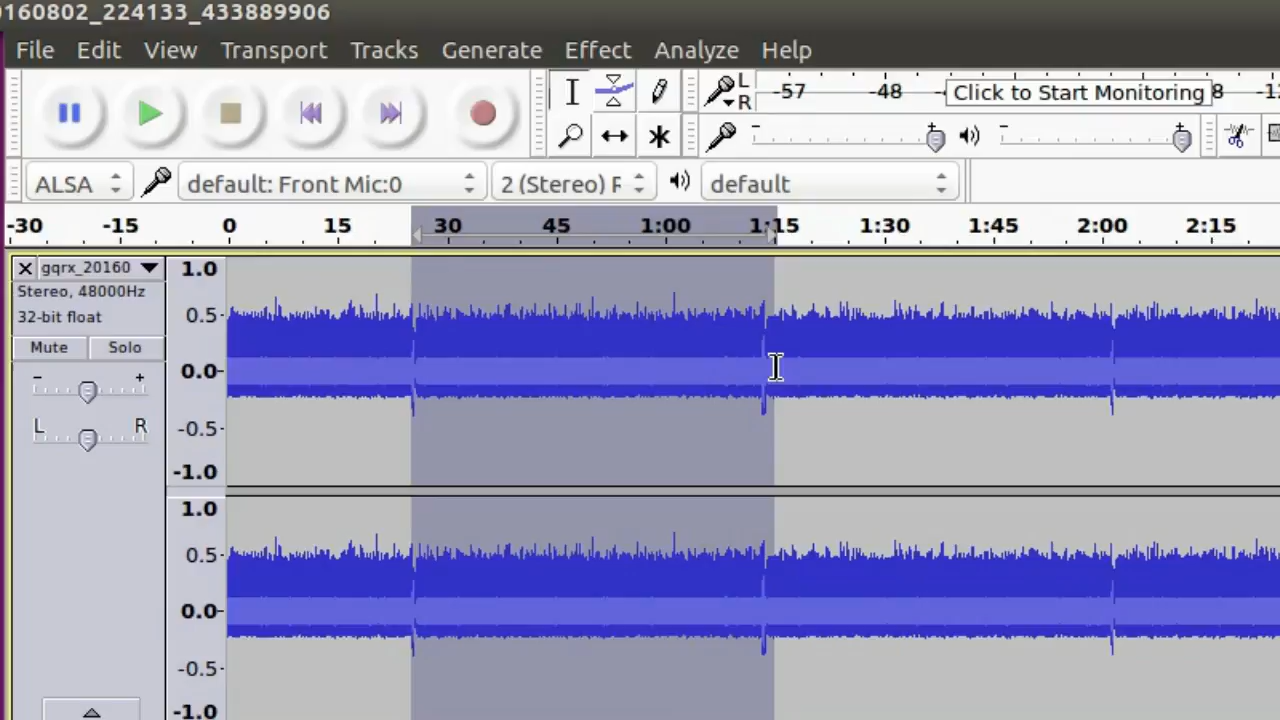 0160802_224133_433889906
File Edit View Transport Tracks Generate Effect Analyze Help
L
R
-57 -48 Click to Start Monitoring 8
ALSA default: Front Mic:0 2 (Stereo) default
-30 -15 0 15 30 45 1:00 1:15 1:30 1:45 2:00 2:15
gqrx_20160
Stereo, 48000Hz
32-bit float
Mute Solo
- +
L R
1.0
0.5
0.0
-0.5
-1.0
1.0
0.5
0.0
-0.5
-1.0